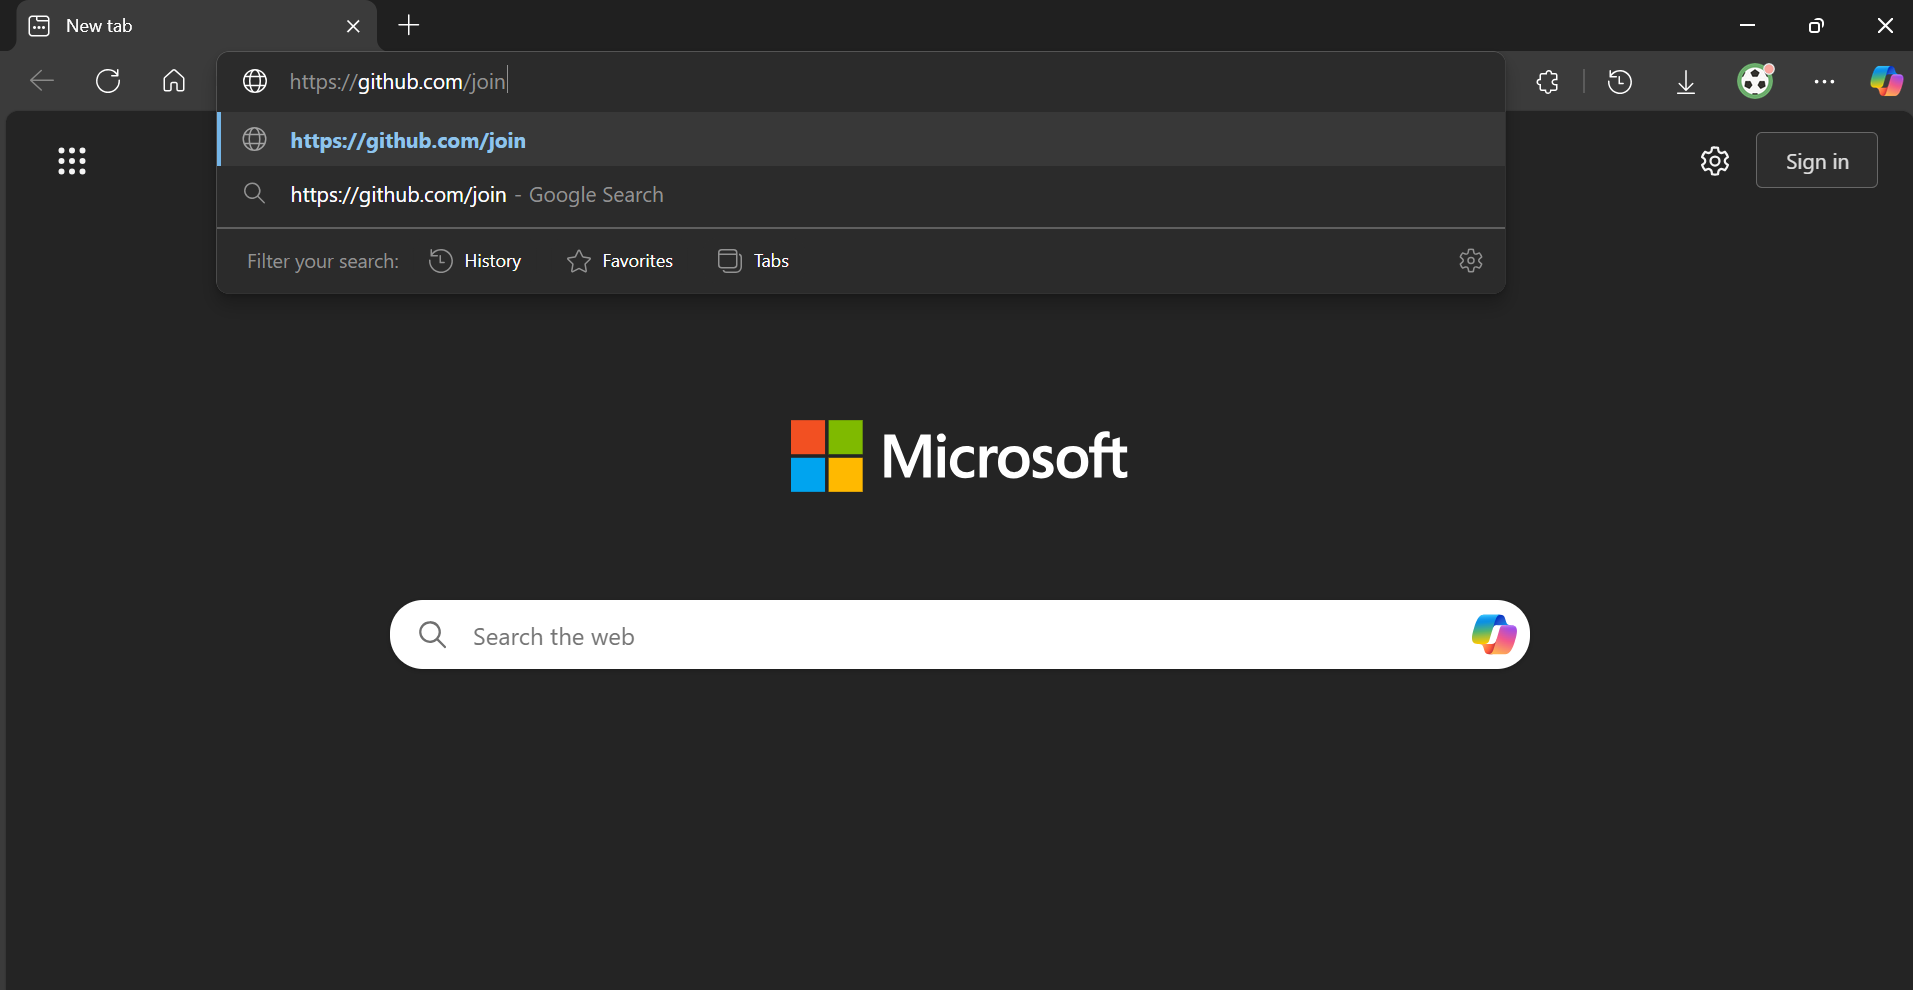 New tab
https://github.com/join
https://github.com/join
https://github.com/join - Google Search
Filter your search: History Favorites Tabs
Sign in
Microsoft
Search the web